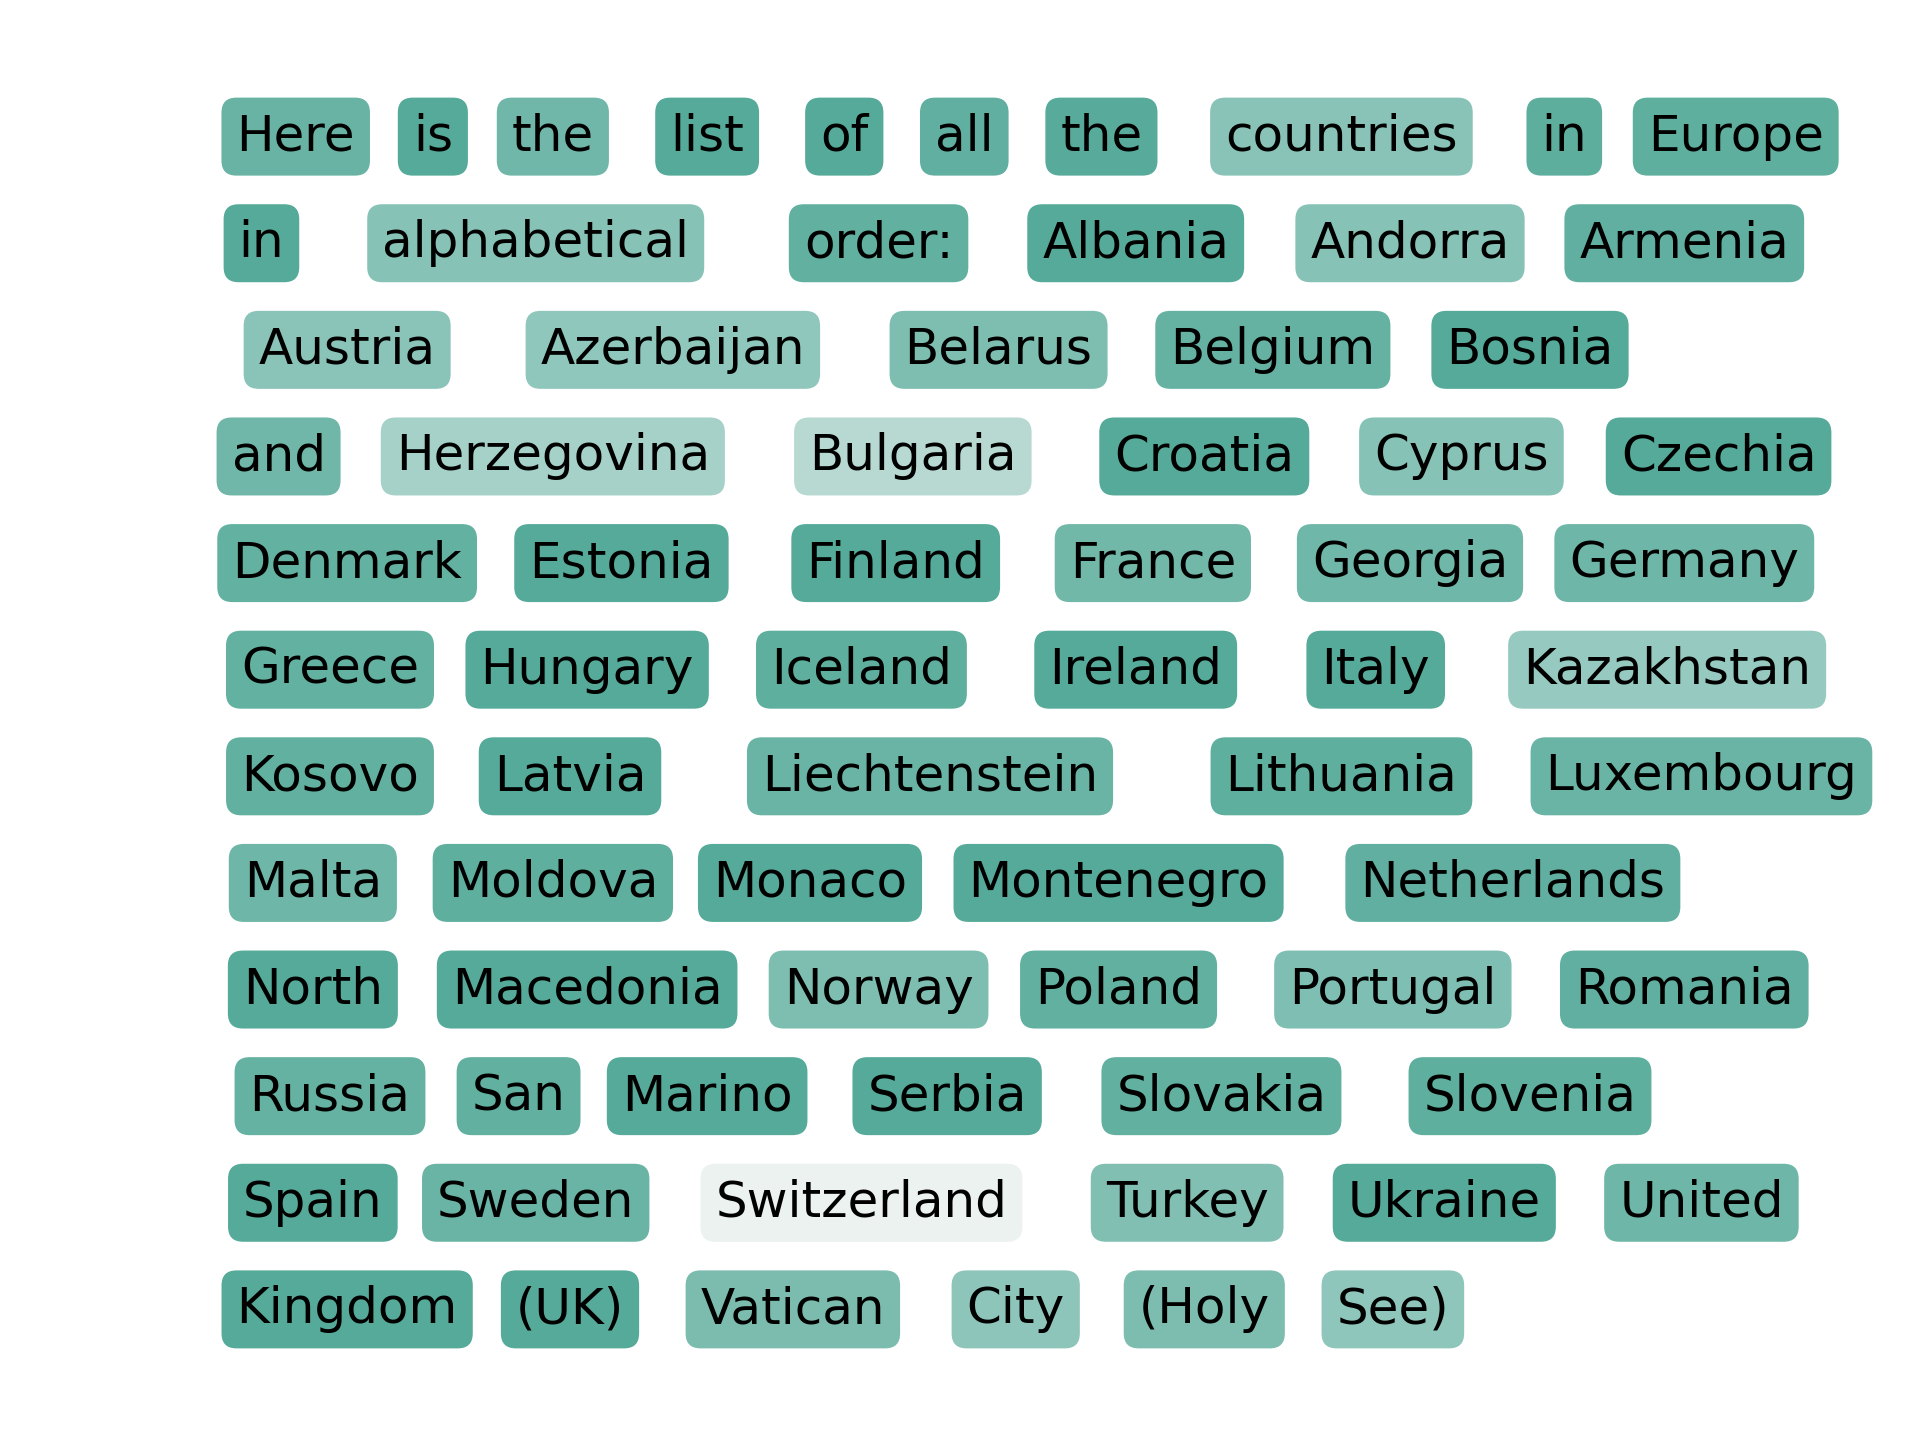 Here is the list of all the countries in Europe
in alphabetical order: Albania Andorra Armenia
Austria Azerbaijan Belarus Belgium Bosnia
and Herzegovina Bulgaria Croatia Cyprus Czechia
Denmark Estonia Finland France Georgia Germany
Greece Hungary Iceland Ireland Italy Kazakhstan
Kosovo Latvia Liechtenstein Lithuania Luxembourg
Malta Moldova Monaco Montenegro Netherlands
North Macedonia Norway Poland Portugal Romania
Russia San Marino Serbia Slovakia Slovenia
Spain Sweden Switzerland Turkey Ukraine United
Kingdom (UK) Vatican City (Holy See)